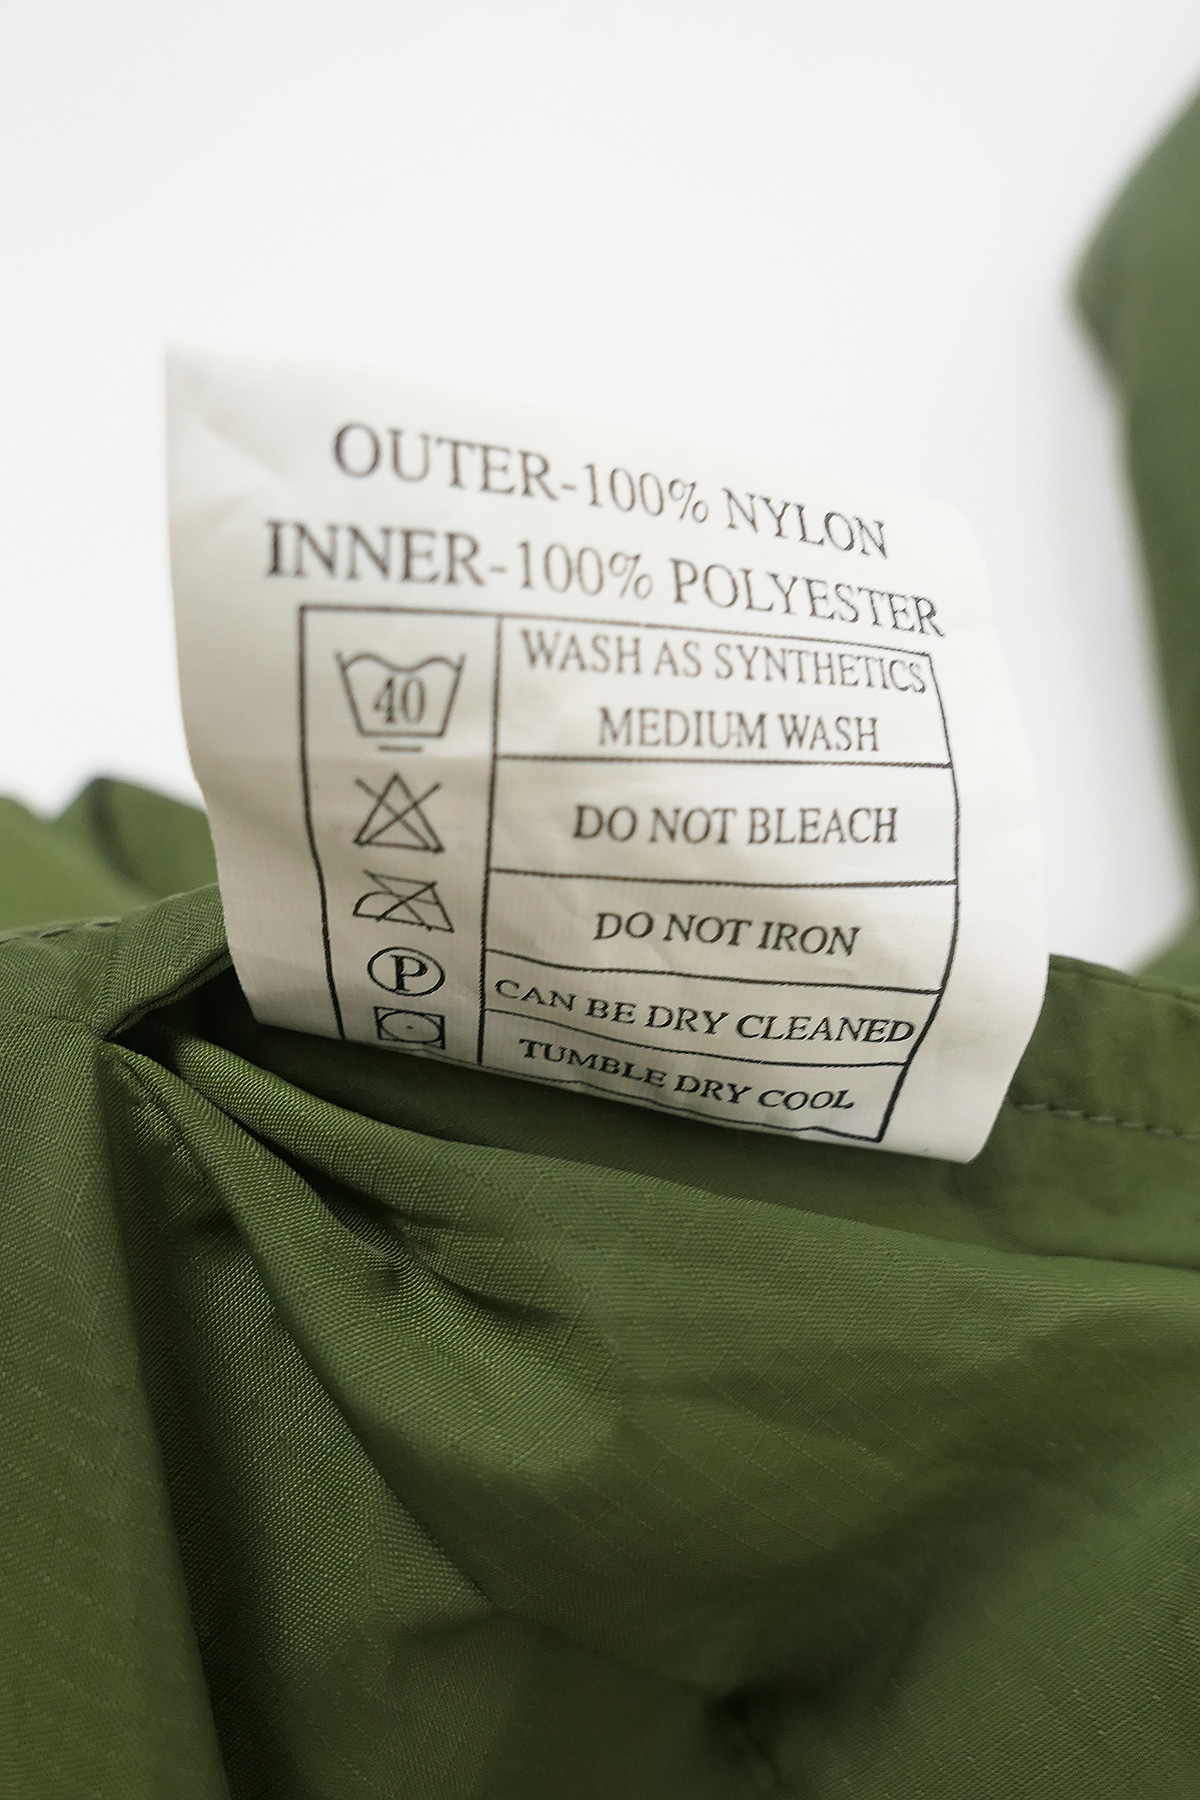 OUTER-100% NYLON
INNER-100% POLYESTER
40
WASH AS SYNTHETICS
MEDIUM WASH
DO NOT BLEACH
DO NOT IRON
P
CAN BE DRY CLEANED
TUMBLE DRY COOL